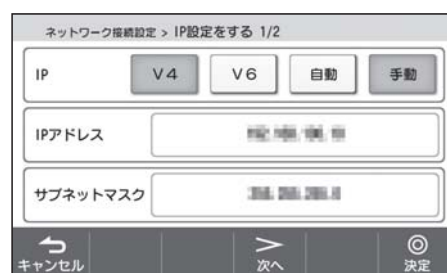 ネットワーク接続設定 > IP設定をする 1/2
IP V4 V6 自動 手動
IPアドレス
サブネットマスク
キャンセル 次へ 決定